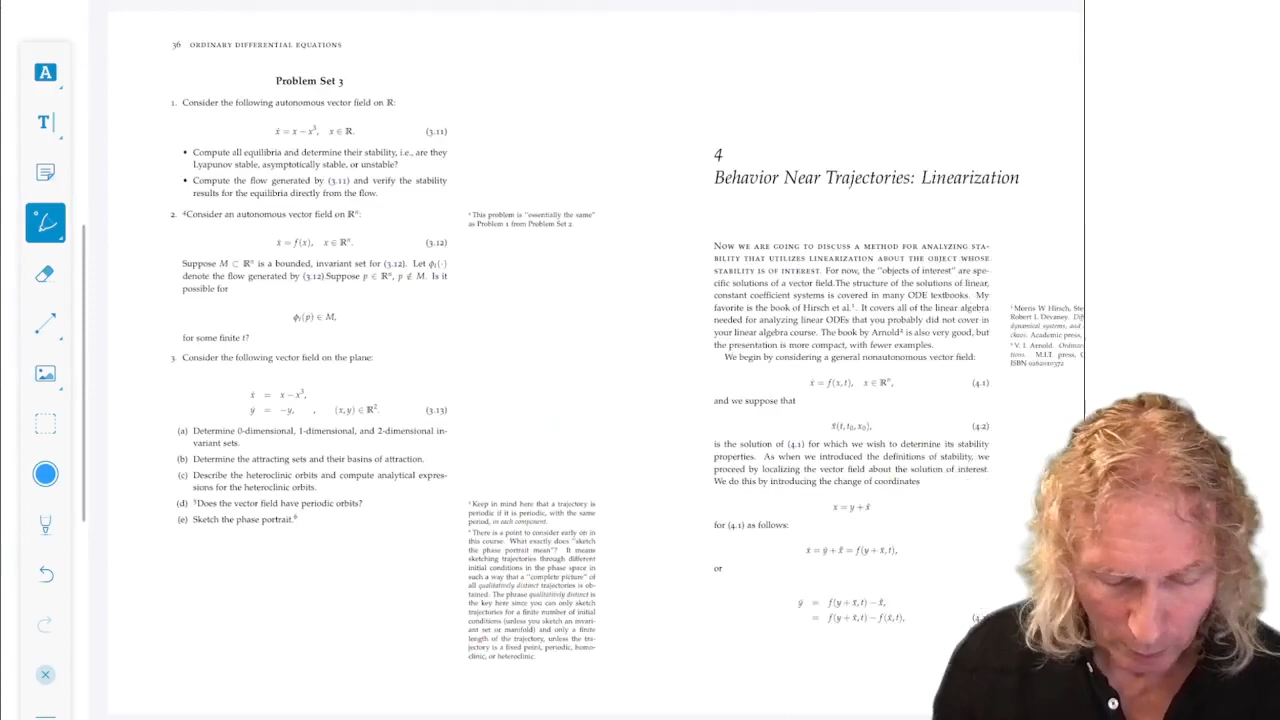 36 ORDINARY DIFFERENTIAL EQUATIONS
Problem Set 3
1. Consider the following autonomous vector field on ℝ:
ẋ = x − x³, x ∈ ℝ. (3.11)
• Compute all equilibria and determine their stability, i.e., are they
Lyapunov stable, asymptotically stable, or unstable?
• Compute the flow generated by (3.11) and verify the stability
results for the equilibria directly from the flow.
2. ⁴Consider an autonomous vector field on ℝⁿ:
ẋ = f(x), x ∈ ℝⁿ. (3.12)
Suppose M ⊂ ℝⁿ is a bounded, invariant set for (3.12). Let ϕₜ(·)
denote the flow generated by (3.12).Suppose p ∈ ℝⁿ, p ∉ M. Is it
possible for
ϕₜ(p) ∈ M,
for some finite t?
3. Consider the following vector field on the plane:
ẋ = x − x³,
ẏ = −y, , (x, y) ∈ ℝ². (3.13)
(a) Determine 0-dimensional, 1-dimensional, and 2-dimensional in-
variant sets.
(b) Determine the attracting sets and their basins of attraction.
(c) Describe the heteroclinic orbits and compute analytical expres-
sions for the heteroclinic orbits.
(d) ⁵Does the vector field have periodic orbits?
(e) Sketch the phase portrait.⁶
⁴ This problem is "essentially the same"
as Problem 1 from Problem Set 2.
⁵ Keep in mind here that a trajectory is
periodic if it is periodic, with the same
period, in each component.
⁶ There is a point to consider early on in
this course. What exactly does "sketch
the phase portrait mean"? It means
sketching trajectories through different
initial conditions in the phase space in
such a way that a "complete picture" of
all qualitatively distinct trajectories is ob-
tained. The phrase qualitatively distinct is
the key here since you can only sketch
trajectories for a finite number of initial
conditions (unless you sketch an invari-
ant set or manifold) and only a finite
length of the trajectory, unless the tra-
jectory is a fixed point, periodic, homo-
clinic, or heteroclinic.
4
Behavior Near Trajectories: Linearization
NOW WE ARE GOING TO DISCUSS A METHOD FOR ANALYZING STA-
BILITY THAT UTILIZES LINEARIZATION ABOUT THE OBJECT WHOSE
STABILITY IS OF INTEREST. For now, the "objects of interest" are spe-
cific solutions of a vector field.The structure of the solutions of linear,
constant coefficient systems is covered in many ODE textbooks. My
favorite is the book of Hirsch et al.¹. It covers all of the linear algebra
needed for analyzing linear ODEs that you probably did not cover in
your linear algebra course. The book by Arnold² is also very good, but
the presentation is more compact, with fewer examples.
We begin by considering a general nonautonomous vector field:
ẋ = f(x, t), x ∈ ℝⁿ, (4.1)
and we suppose that
x̄(t, t₀, x₀), (4.2)
is the solution of (4.1) for which we wish to determine its stability
properties. As when we introduced the definitions of stability, we
proceed by localizing the vector field about the solution of interest.
We do this by introducing the change of coordinates
x = y + x̄
for (4.1) as follows:
ẋ = ẏ + ẋ̄ = f(y + x̄, t),
or
ẏ = f(y + x̄, t) − ẋ̄,
= f(y + x̄, t) − f(x̄, t), (4.
¹ Morris W Hirsch, Ste
Robert L Devaney. Diff
dynamical systems, and
chaos. Academic press,
² V. I. Arnold. Ordinar
tions. M.I.T. press, C
ISBN 0262010372
A
T